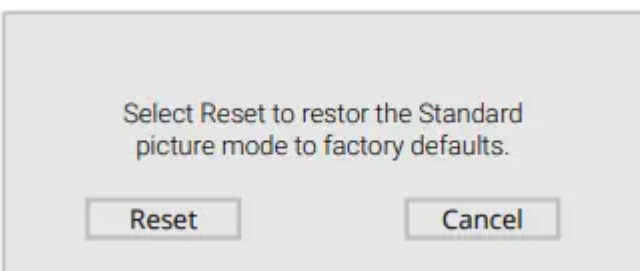 Select Reset to restor the Standard
picture mode to factory defaults.
Reset
Cancel